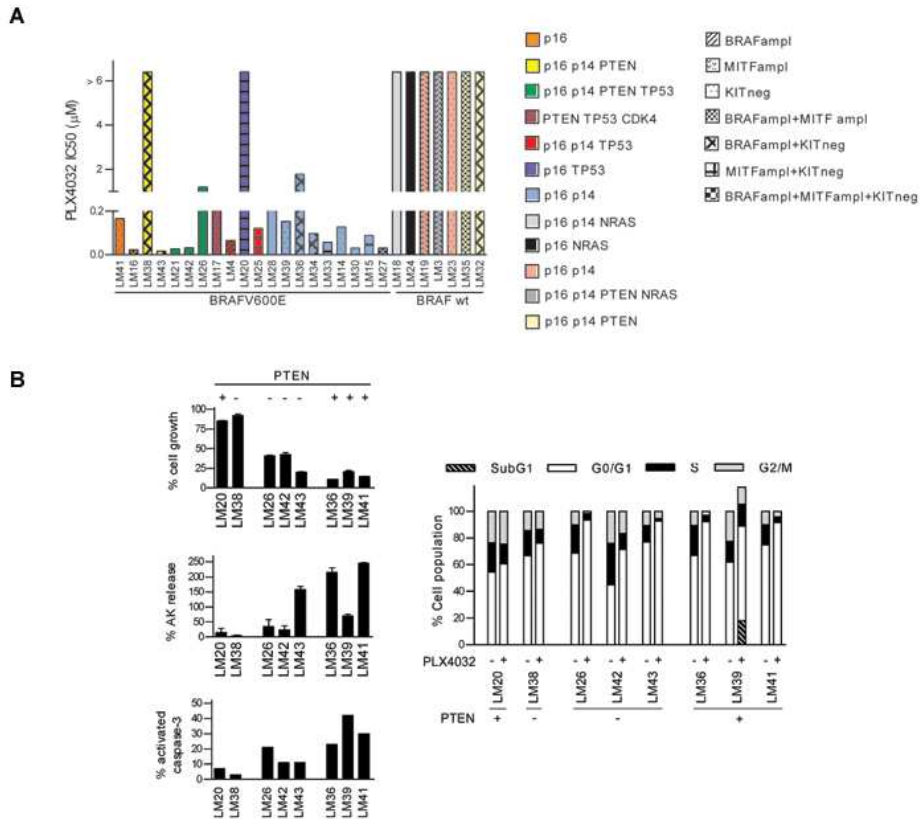 A
PLX4032 IC50 (μM)
> 6
4
2
0.2
0.1
0.0
LM41
LM16
LM38
LM43
LM21
LM42
LM26
LM17
LM4
LM20
LM25
LM28
LM39
LM36
LM34
LM33
LM14
LM30
LM15
LM27
LM18
LM24
LM19
LM3
LM23
LM35
LM32
BRAFV600E
BRAF wt
p16
p16 p14 PTEN
p16 p14 PTEN TP53
PTEN TP53 CDK4
p16 p14 TP53
p16 TP53
p16 p14
p16 p14 NRAS
p16 NRAS
p16 p14
p16 p14 PTEN NRAS
p16 p14 PTEN
BRAFampl
MITFampl
KITneg
BRAFampl+MITF ampl
BRAFampl+KITneg
MITFampl+KITneg
BRAFampl+MITFampl+KITneg
B
PTEN
+ - - - - + + +
% cell growth
100
75
50
25
0
LM20
LM38
LM26
LM42
LM43
LM36
LM39
LM41
% AK release
250
200
150
100
50
0
LM20
LM38
LM26
LM42
LM43
LM36
LM39
LM41
% activated
caspase-3
50
40
30
20
10
0
LM20
LM38
LM26
LM42
LM43
LM36
LM39
LM41
SubG1 G0/G1 S G2/M
% Cell population
100
80
60
40
20
0
PLX4032 - + - + - + - + - + - + - + - +
LM20
LM38
LM26
LM42
LM43
LM36
LM39
LM41
PTEN + - - +